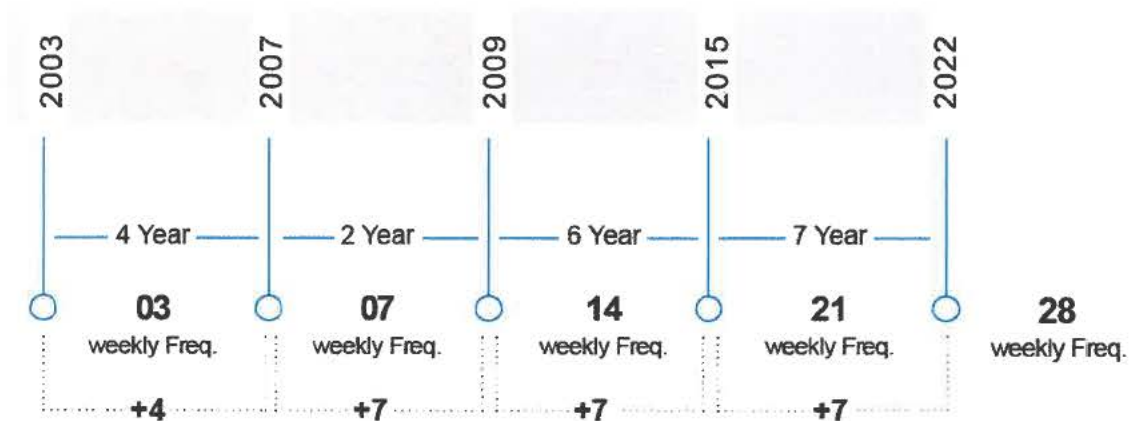 2003 2007 2009 2015 2022
4 Year 2 Year 6 Year 7 Year
03 07 14 21 28
weekly Freq. weekly Freq. weekly Freq. weekly Freq. weekly Freq.
+4 +7 +7 +7